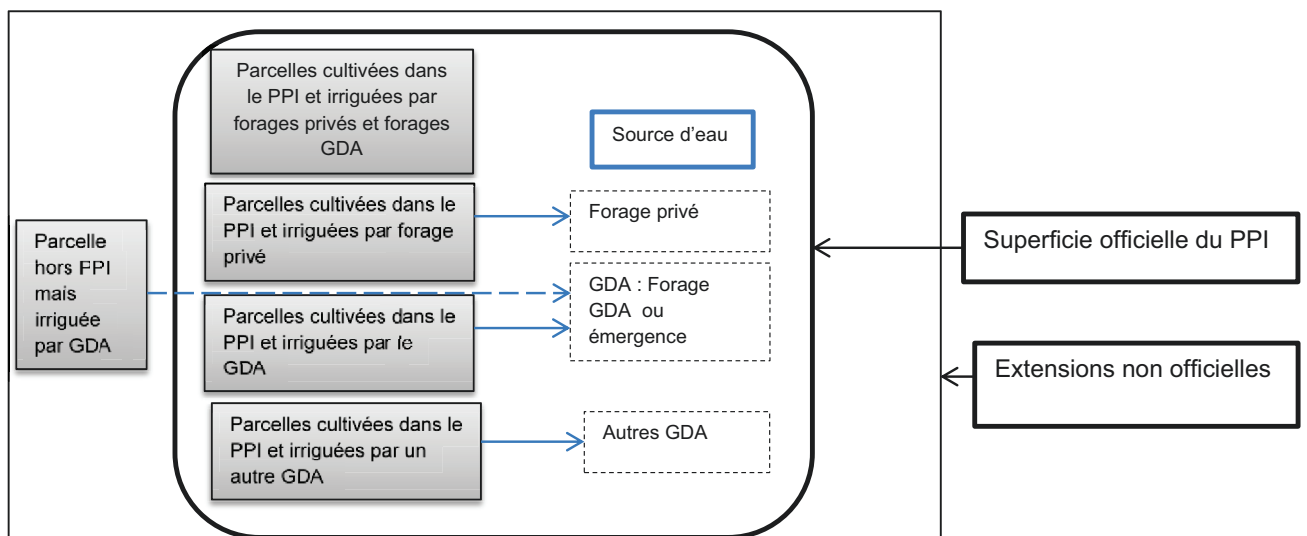 Parcelles cultivées dans
le PPI et irriguées par
forages privés et forages
GDA
Source d'eau
Parcelles cultivées dans le
PPI et irriguées par forage
privé
Forage privé
Parcelle
hors PPI
mais
irriguée
par GDA
GDA : Forage
GDA ou
émergence
Parcelles cultivées dans le
PPI et irriguées par le
GDA
Parcelles cultivées dans le
PPI et irriguées par un
autre GDA
Autres GDA
Superficie officielle du PPI
Extensions non officielles